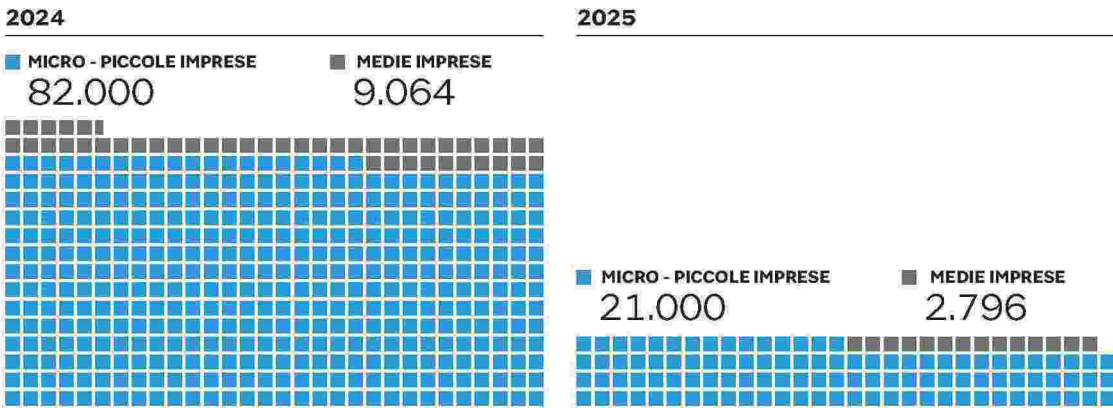 2024
MICRO - PICCOLE IMPRESE
82.000
MEDIE IMPRESE
9.064
2025
MICRO - PICCOLE IMPRESE
21.000
MEDIE IMPRESE
2.796